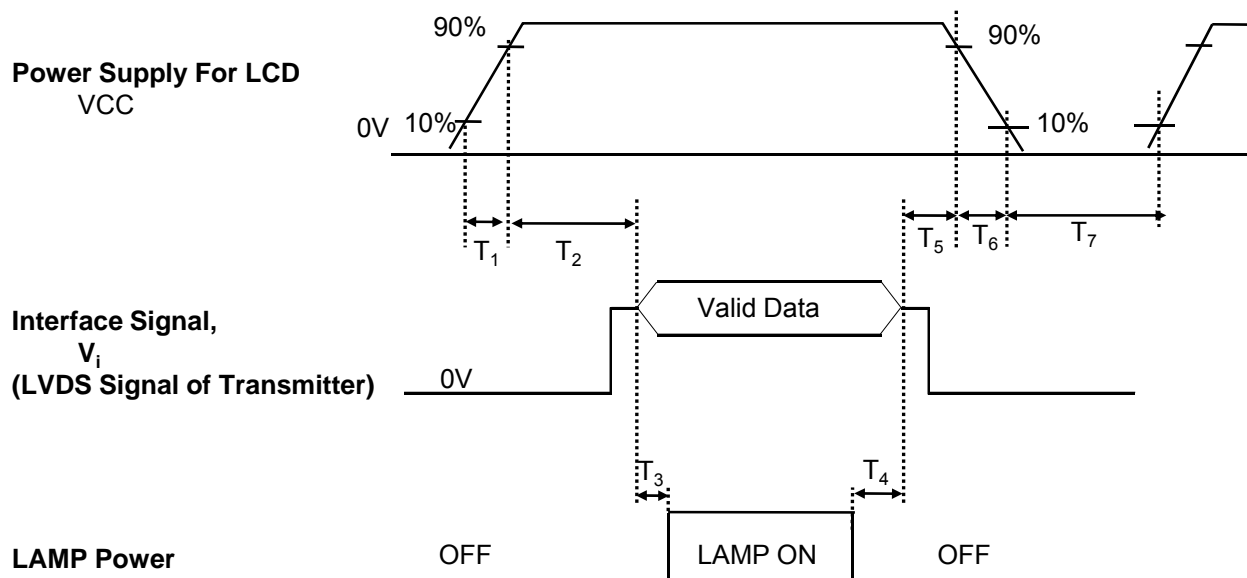 90%
90%
Power Supply For LCD
VCC
0V
10%
10%
T1
T2
T5
T6
T7
Valid Data
Interface Signal,
Vi
(LVDS Signal of Transmitter)
0V
T3
T4
LAMP Power
OFF
LAMP ON
OFF